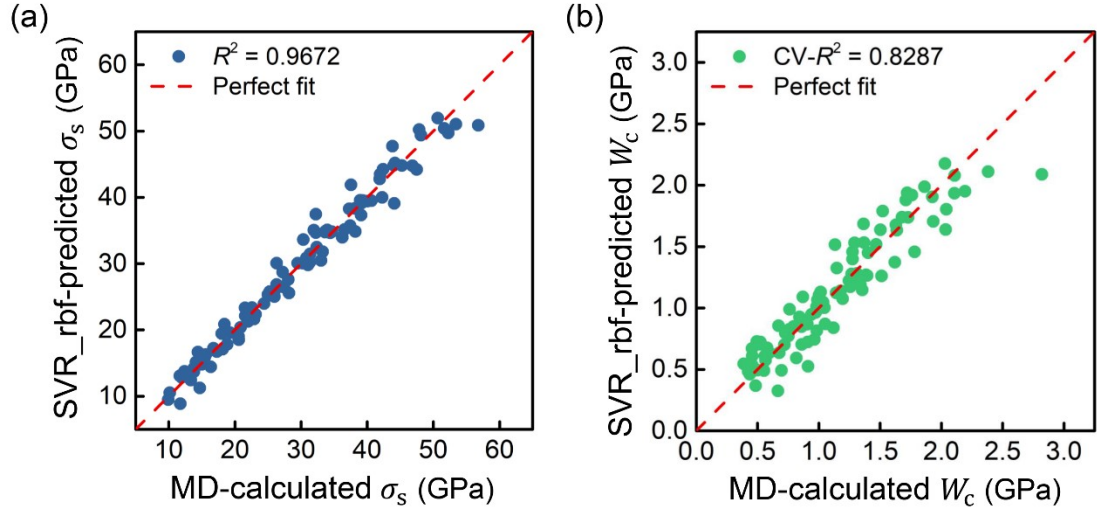 (a)
SVR_rbf-predicted σs (GPa)
60
50
40
30
20
10
R² = 0.9672
Perfect fit
10 20 30 40 50 60
MD-calculated σs (GPa)
(b)
SVR_rbf-predicted Wc (GPa)
3.0
2.5
2.0
1.5
1.0
0.5
0.0
CV-R² = 0.8287
Perfect fit
0.0 0.5 1.0 1.5 2.0 2.5 3.0
MD-calculated Wc (GPa)